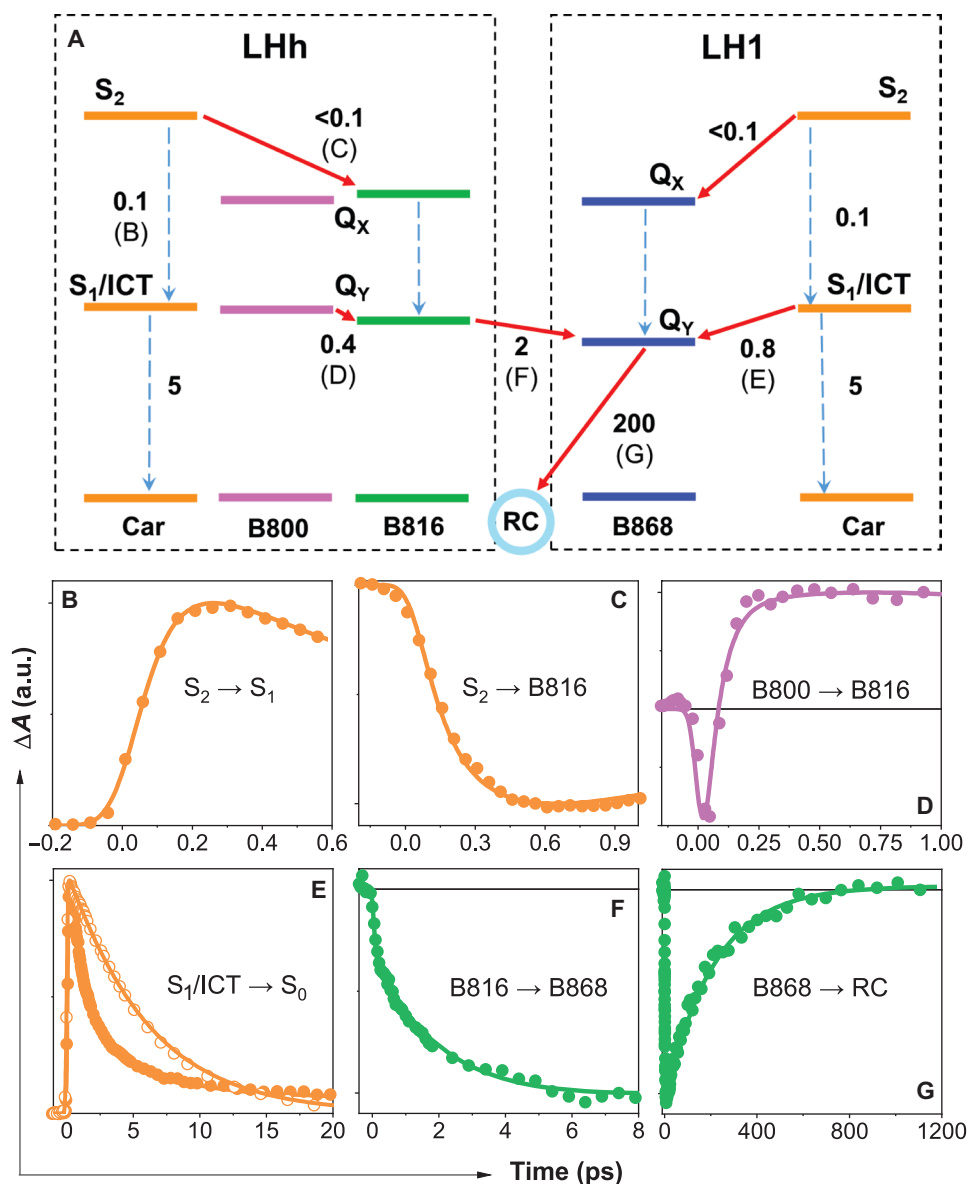 A
LHh
LH1
S2
S2
<0.1
(C)
<0.1
QX
QX
0.1
(B)
0.1
S1/ICT
QY
QY
S1/ICT
0.4
(D)
2
(F)
0.8
(E)
5
5
200
(G)
Car
B800
B816
RC
B868
Car
ΔA (a.u.)
B
S2 → S1
−0.2 0.0 0.2 0.4 0.6
C
S2 → B816
0.0 0.3 0.6 0.9
B800 → B816
D
0.00 0.25 0.50 0.75 1.00
E
S1/ICT → S0
0 5 10 15 20
F
B816 → B868
0 2 4 6 8
B868 → RC
G
0 400 800 1200
Time (ps)